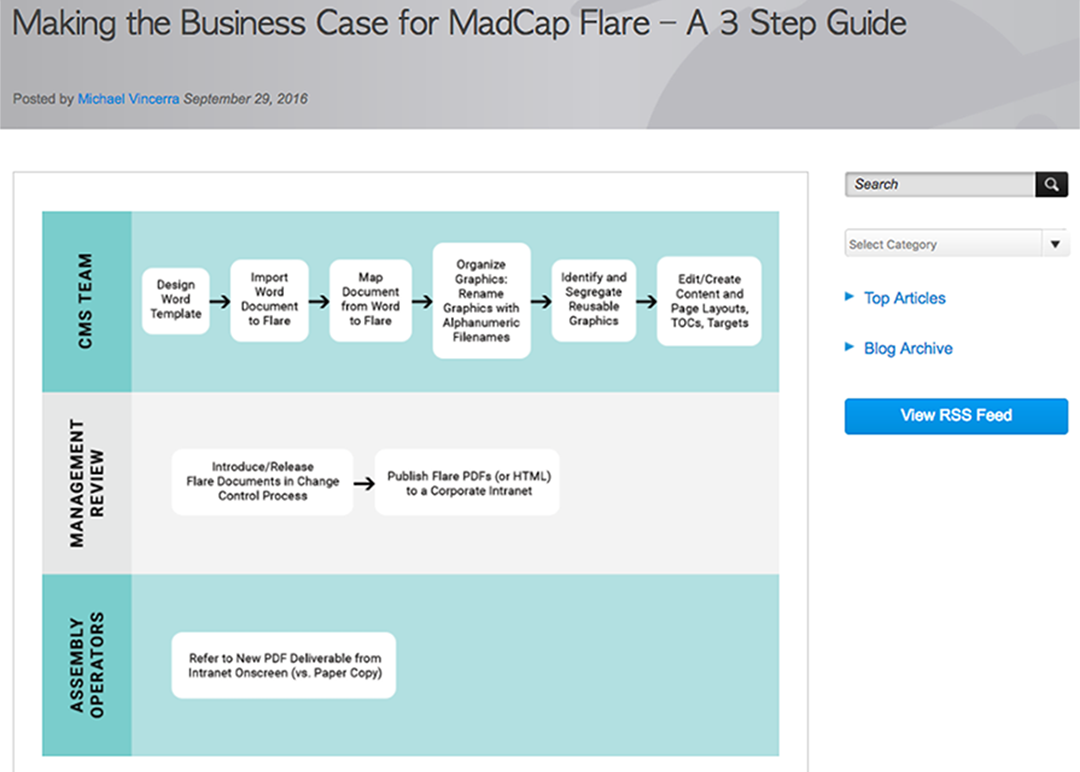 Making the Business Case for MadCap Flare – A 3 Step Guide
Posted by Michael Vincerra September 29, 2016
Search
Select Category
Top Articles
Blog Archive
View RSS Feed
CMS TEAM
Design
Word
Template
Import
Word
Document
to Flare
Map
Document
from Word
to Flare
Organize
Graphics:
Rename
Graphics with
Alphanumeric
Filenames
Identify and
Segregate
Reusable
Graphics
Edit/Create
Content and
Page Layouts,
TOCs, Targets
MANAGEMENT
REVIEW
Introduce/Release
Flare Documents in Change
Control Process
Publish Flare PDFs (or HTML)
to a Corporate Intranet
ASSEMBLY
OPERATORS
Refer to New PDF Deliverable from
Intranet Onscreen (vs. Paper Copy)